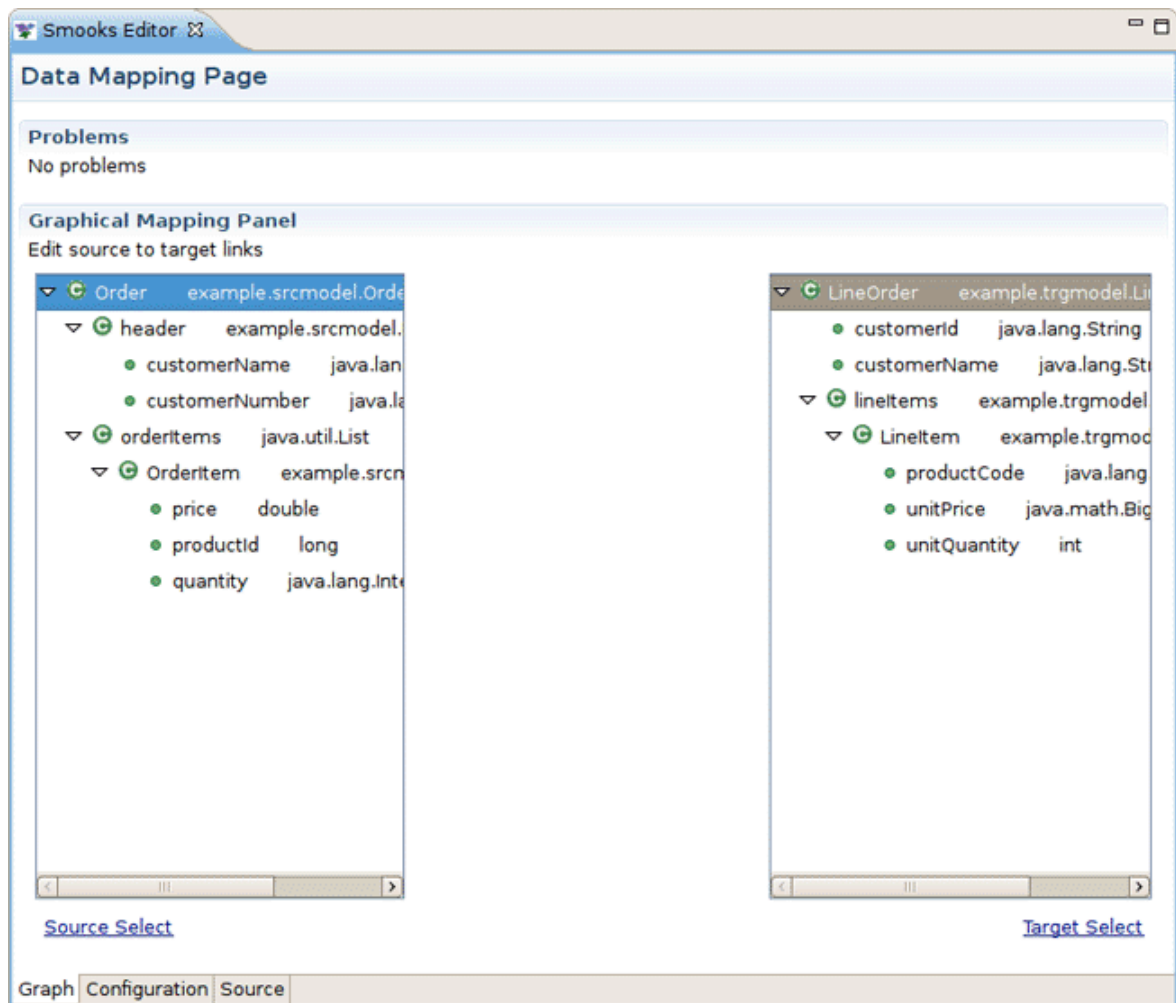 Smooks Editor
Data Mapping Page
Problems
No problems
Graphical Mapping Panel
Edit source to target links
Order example.srcmodel.Orde
header example.srcmodel.
customerName java.lan
customerNumber java.la
orderItems java.util.List
OrderItem example.srcm
price double
productId long
quantity java.lang.Inte
LineOrder example.trgmodel.Li
customerId java.lang.String
customerName java.lang.Stri
lineItems example.trgmodel
LineItem example.trgmod
productCode java.lang
unitPrice java.math.Big
unitQuantity int
Source Select
Target Select
Graph Configuration Source